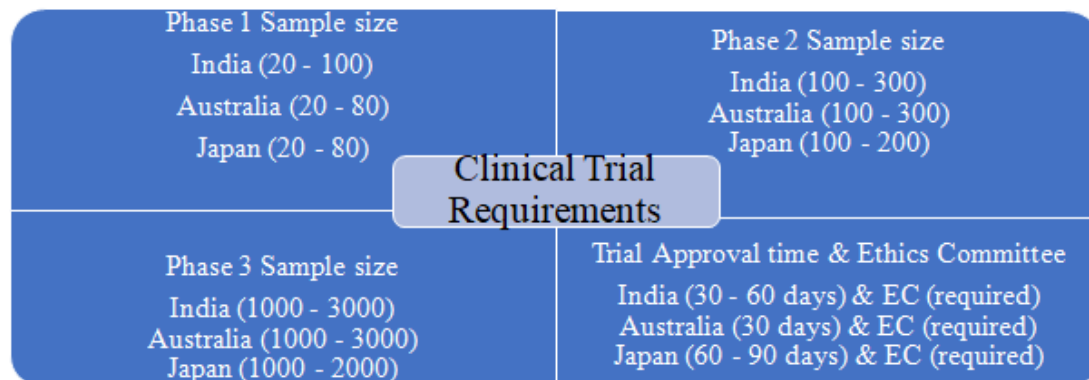 Phase 1 Sample size
India (20 - 100)
Australia (20 - 80)
Japan (20 - 80)
Phase 2 Sample size
India (100 - 300)
Australia (100 - 300)
Japan (100 - 200)
Clinical Trial
Requirements
Phase 3 Sample size
India (1000 - 3000)
Australia (1000 - 3000)
Japan (1000 - 2000)
Trial Approval time & Ethics Committee
India (30 - 60 days) & EC (required)
Australia (30 days) & EC (required)
Japan (60 - 90 days) & EC (required)